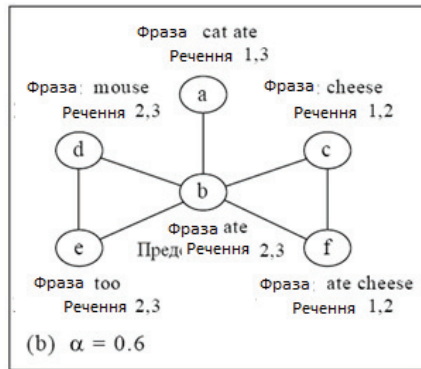 Фраза cat ate
Речення 1,3
a
Фраза: mouse
Речення 2,3
Фраза: cheese
Речення 1,2
d
c
b
Фраза ate
Речення 2,3
e
f
Фраза too
Речення 2,3
Фраза: ate cheese
Речення 1,2
(b) α = 0.6